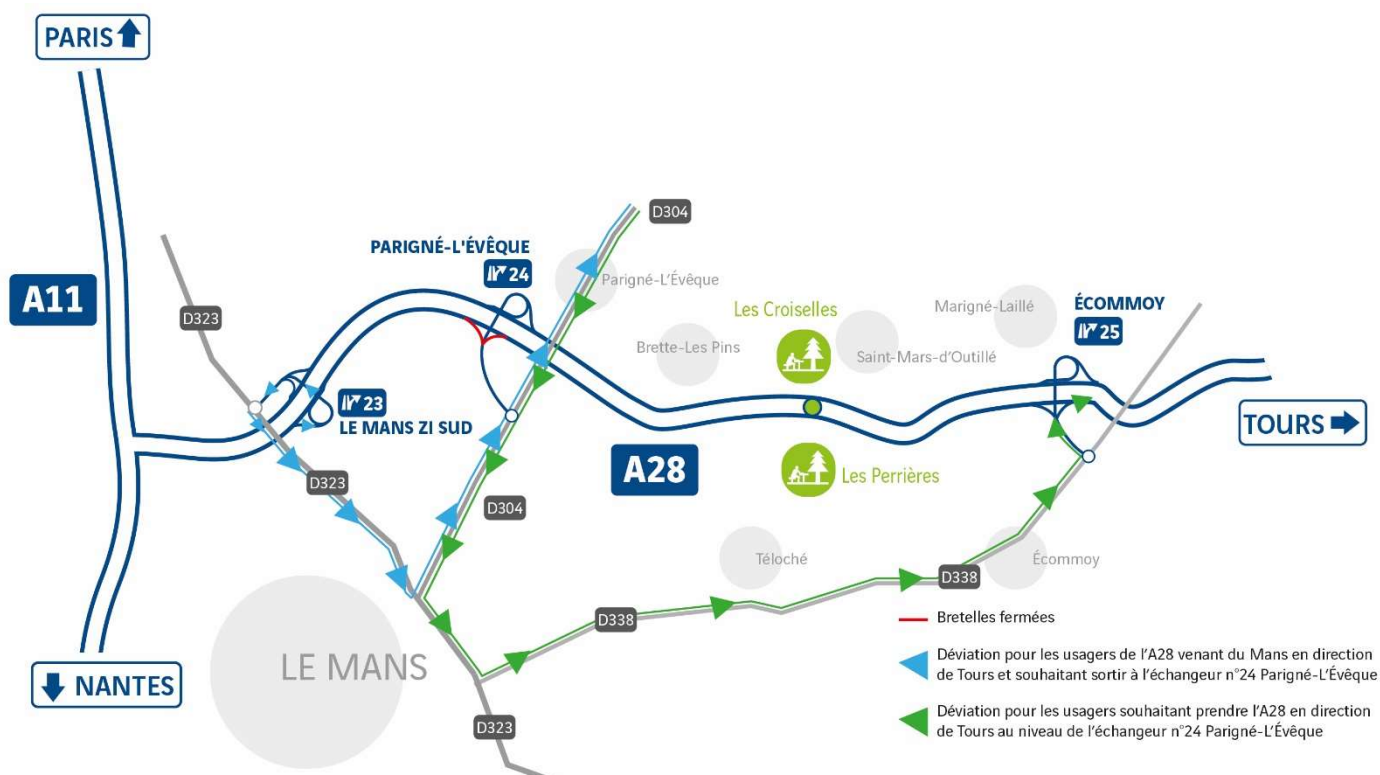 PARIS
D304
PARIGNÉ-L'ÉVÊQUE
24
Parigné-L'Évêque
A11
D323
Les Croiselles
Marigné-Laillé
ÉCOMMOY
25
Brette-Les Pins
Saint-Mars-d'Outillé
23
LE MANS ZI SUD
TOURS
A28
Les Perrières
D323
D304
Téloché
Écommoy
D338
D338
Bretelles fermées
LE MANS
Déviation pour les usagers de l'A28 venant du Mans en direction
de Tours et souhaitant sortir à l'échangeur n°24 Parigné-L'Évêque
NANTES
D323
Déviation pour les usagers souhaitant prendre l'A28 en direction
de Tours au niveau de l'échangeur n°24 Parigné-L'Évêque